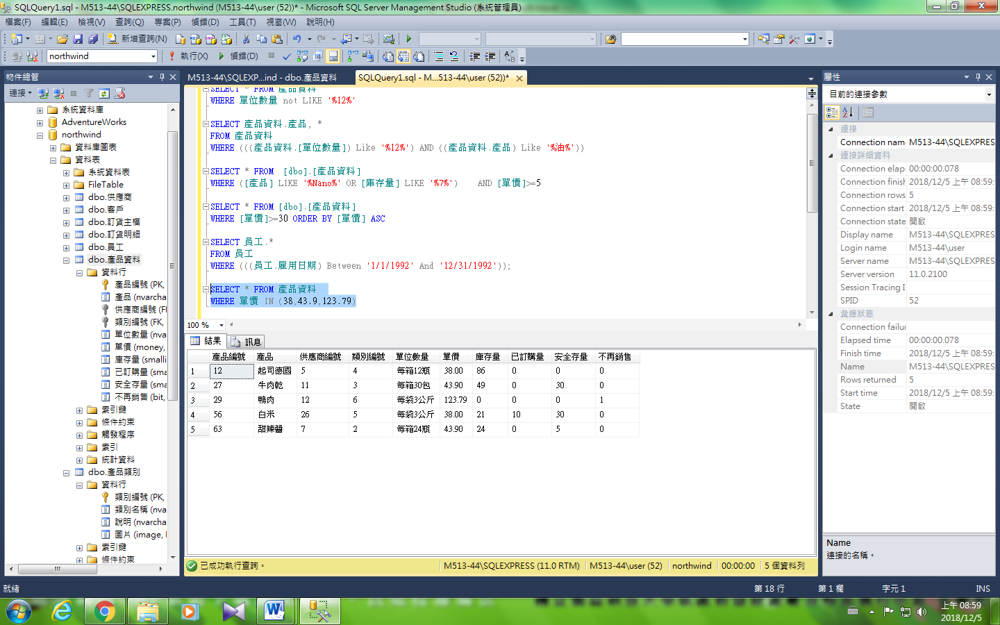 SQLQuery1.sql - M513-44\SQLEXPRESS.northwind (M513-44\user (52))* - Microsoft SQL Server Management Studio (系統管理員)
檔案(F) 編輯(E) 檢視(V) 查詢(Q) 專案(P) 偵錯(D) 工具(T) 視窗(W) 說明(H)
新增查詢(N)
northwind 執行(X) 偵錯(D)
物件總管
連接
系統資料庫
AdventureWorks
northwind
資料庫圖表
資料表
系統資料表
FileTable
dbo.供應商
dbo.客戶
dbo.訂貨主檔
dbo.訂貨明細
dbo.員工
dbo.產品資料
資料行
產品編號 (PK,
產品 (nvarchar
供應商編號 (F
類別編號 (FK,
單位數量 (nva
單價 (money,
庫存量 (smalli
已訂購量 (sma
安全存量 (sma
不再銷售 (bit,
索引鍵
條件約束
觸發程序
索引
統計資料
dbo.產品類別
資料行
類別編號 (PK,
類別名稱 (nva
說明 (nvarcha
圖片 (image,
索引鍵
條件約束
M513-44\SQLEXP...ind - dbo.產品資料 SQLQuery1.sql - M...513-44\user (52))*
SELECT * FROM 產品資料
WHERE 單位數量 not LIKE '%12%'
SELECT 產品資料.產品, *
FROM 產品資料
WHERE (((產品資料.[單位數量]) Like '%12%') AND ((產品資料.產品) Like '%油%'))
SELECT * FROM [dbo].[產品資料]
WHERE ([產品] LIKE '%Nano%' OR [庫存量] LIKE '%7%') AND [單價]>=5
SELECT * FROM [dbo].[產品資料]
WHERE [單價]>=30 ORDER BY [單價] ASC
SELECT 員工.*
FROM 員工
WHERE (((員工.雇用日期) Between '1/1/1992' And '12/31/1992'));
SELECT * FROM 產品資料
WHERE 單價 IN (38,43.9,123.79)
100 %
結果 訊息
產品編號 產品 供應商編號 類別編號 單位數量 單價 庫存量 已訂購量 安全存量 不再銷售
1 12 起司德國 5 4 每箱12瓶 38.00 86 0 0 0
2 27 牛肉乾 11 3 每箱30包 43.90 49 0 30 0
3 29 鴨肉 12 6 每袋3公斤 123.79 0 0 0 1
4 56 白米 26 5 每袋3公斤 38.00 21 10 30 0
5 63 甜辣醬 7 2 每箱24瓶 43.90 24 0 5 0
已成功執行查詢。 M513-44\SQLEXPRESS (11.0 RTM) M513-44\user (52) northwind 00:00:00 5 個資料列
屬性
目前的連接參數
連接
Connection nam M513-44\SQLEXPRES
連接詳細資料
Connection elap 00:00:00.078
Connection finish 2018/12/5 上午 08:59:
Connection rows 5
Connection start 2018/12/5 上午 08:59:
Connection state 開啟
Display name M513-44\SQLEXPRES
Login name M513-44\user
Server name M513-44\SQLEXPRES
Server version 11.0.2100
Session Tracing I
SPID 52
彙總狀態
Connection failur
Elapsed time 00:00:00.078
Finish time 2018/12/5 上午 08:59:
Name M513-44\SQLEXPRES
Rows returned 5
Start time 2018/12/5 上午 08:59:
State 開啟
Name
連接的名稱。
就緒 第 18 行 第 1 欄 字元 1 INS
上午 08:59
2018/12/5